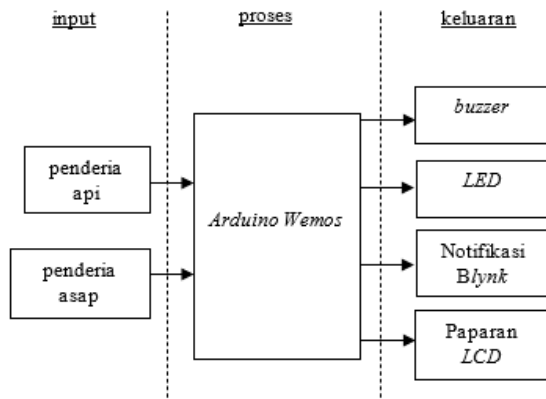 input
proses
keluaran
penderia
api
penderia
asap
Arduino Wemos
buzzer
LED
Notifikasi
Blynk
Paparan
LCD